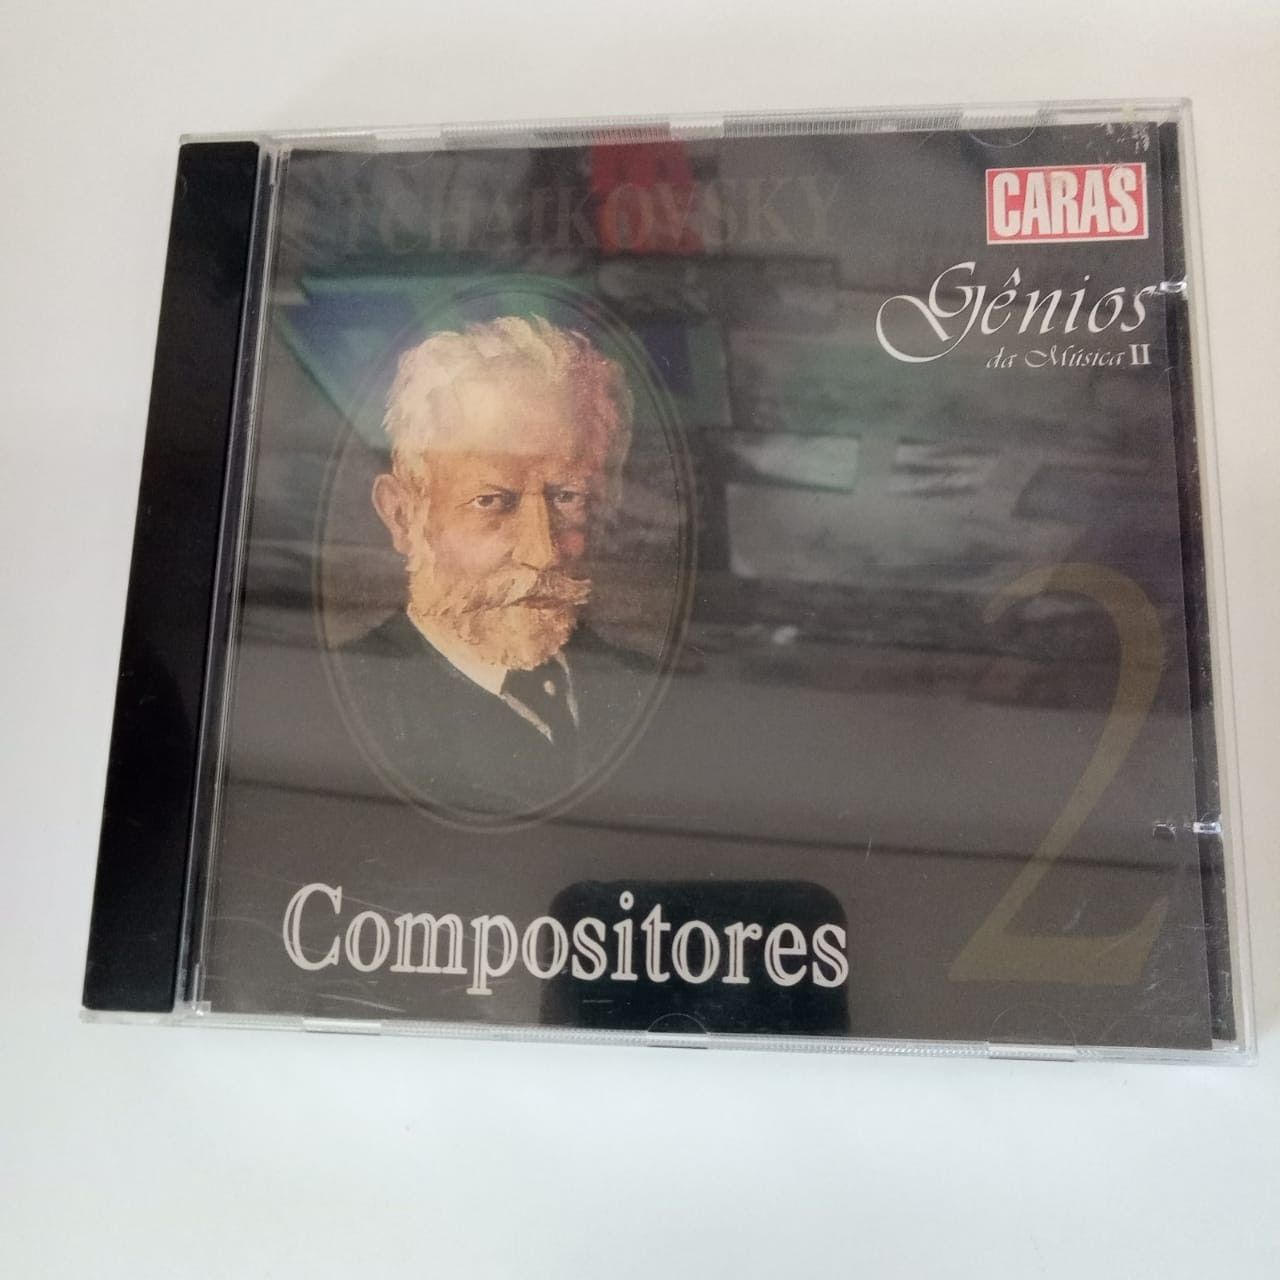 TCHAIKOVSKY
CARAS
Gênios
da Música II
2
Compositores